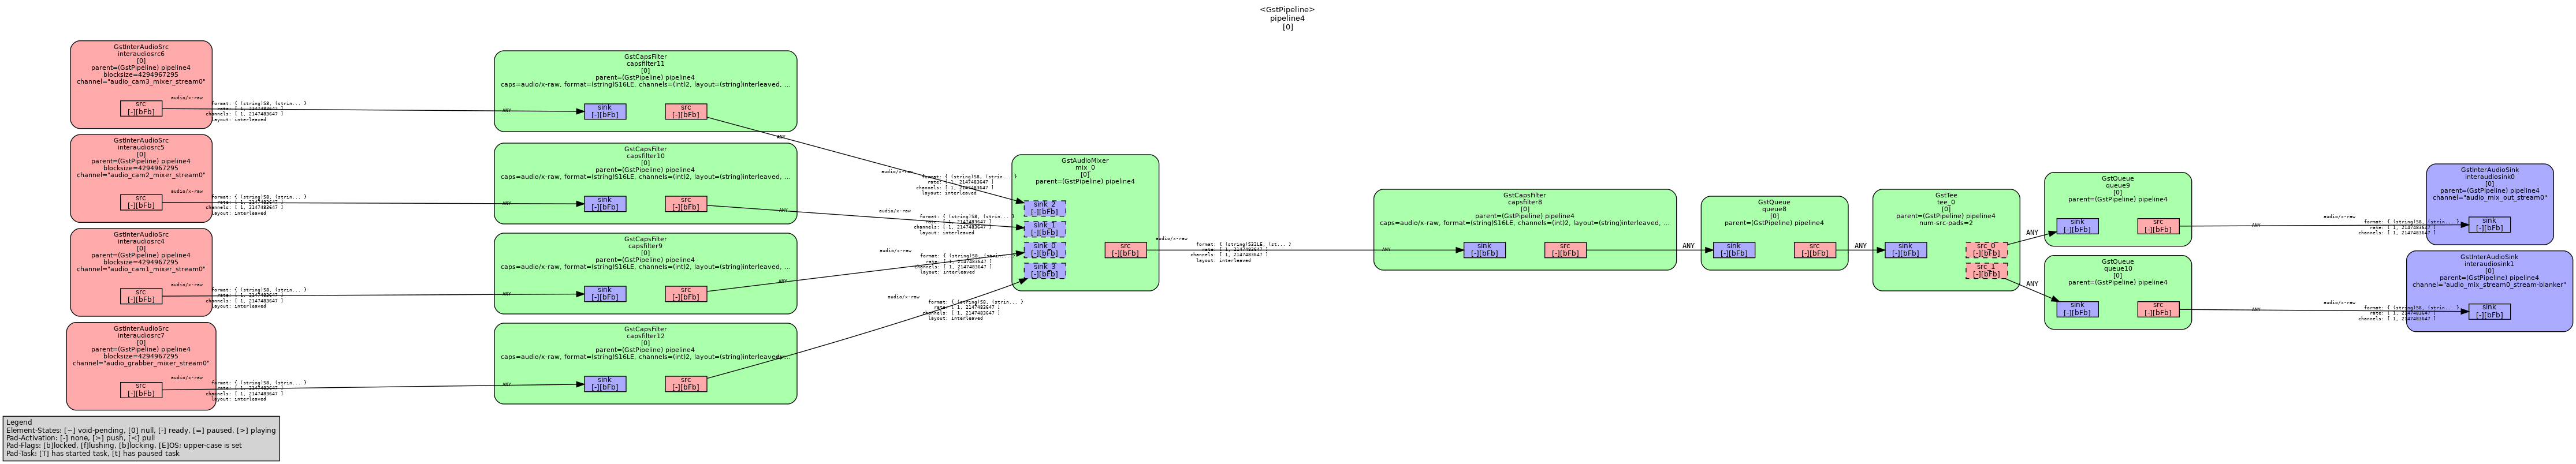 <GstPipeline>
pipeline4
[0]
GstInterAudioSrc
interaudiosrc6
[0]
parent=(GstPipeline) pipeline4
blocksize=4294967295
channel="audio_cam3_mixer_stream0"
src
[-][bFb]
audio/x-raw
format: { (string)S8, (strin... }
rate: [ 1, 2147483647 ]
channels: [ 1, 2147483647 ]
layout: interleaved
ANY
GstCapsFilter
capsfilter11
[0]
parent=(GstPipeline) pipeline4
caps=audio/x-raw, format=(string)S16LE, channels=(int)2, layout=(string)interleaved, ...
sink
[-][bFb]
src
[-][bFb]
ANY
audio/x-raw
format: { (string)S8, (strin... }
rate: [ 1, 2147483647 ]
channels: [ 1, 2147483647 ]
layout: interleaved
GstInterAudioSrc
interaudiosrc5
[0]
parent=(GstPipeline) pipeline4
blocksize=4294967295
channel="audio_cam2_mixer_stream0"
src
[-][bFb]
audio/x-raw
format: { (string)S8, (strin... }
rate: [ 1, 2147483647 ]
channels: [ 1, 2147483647 ]
layout: interleaved
ANY
GstCapsFilter
capsfilter10
[0]
parent=(GstPipeline) pipeline4
caps=audio/x-raw, format=(string)S16LE, channels=(int)2, layout=(string)interleaved, ...
sink
[-][bFb]
src
[-][bFb]
ANY
audio/x-raw
format: { (string)S8, (strin... }
rate: [ 1, 2147483647 ]
channels: [ 1, 2147483647 ]
layout: interleaved
GstInterAudioSrc
interaudiosrc4
[0]
parent=(GstPipeline) pipeline4
blocksize=4294967295
channel="audio_cam1_mixer_stream0"
src
[-][bFb]
audio/x-raw
format: { (string)S8, (strin... }
rate: [ 1, 2147483647 ]
channels: [ 1, 2147483647 ]
layout: interleaved
ANY
GstCapsFilter
capsfilter9
[0]
parent=(GstPipeline) pipeline4
caps=audio/x-raw, format=(string)S16LE, channels=(int)2, layout=(string)interleaved, ...
sink
[-][bFb]
src
[-][bFb]
ANY
audio/x-raw
format: { (string)S8, (strin... }
rate: [ 1, 2147483647 ]
channels: [ 1, 2147483647 ]
layout: interleaved
GstInterAudioSrc
interaudiosrc7
[0]
parent=(GstPipeline) pipeline4
blocksize=4294967295
channel="audio_grabber_mixer_stream0"
src
[-][bFb]
audio/x-raw
format: { (string)S8, (strin... }
rate: [ 1, 2147483647 ]
channels: [ 1, 2147483647 ]
layout: interleaved
ANY
GstCapsFilter
capsfilter12
[0]
parent=(GstPipeline) pipeline4
caps=audio/x-raw, format=(string)S16LE, channels=(int)2, layout=(string)interleaved, ...
sink
[-][bFb]
src
[-][bFb]
ANY
audio/x-raw
format: { (string)S8, (strin... }
rate: [ 1, 2147483647 ]
channels: [ 1, 2147483647 ]
layout: interleaved
GstAudioMixer
mix_0
[0]
parent=(GstPipeline) pipeline4
sink_2
[-][bFb]
sink_1
[-][bFb]
sink_0
[-][bFb]
sink_3
[-][bFb]
src
[-][bFb]
audio/x-raw
format: { (string)S32LE, (st... }
rate: [ 1, 2147483647 ]
channels: [ 1, 2147483647 ]
layout: interleaved
ANY
GstCapsFilter
capsfilter8
[0]
parent=(GstPipeline) pipeline4
caps=audio/x-raw, format=(string)S16LE, channels=(int)2, layout=(string)interleaved, ...
sink
[-][bFb]
src
[-][bFb]
ANY
GstQueue
queue8
[0]
parent=(GstPipeline) pipeline4
sink
[-][bFb]
src
[-][bFb]
ANY
GstTee
tee_0
[0]
parent=(GstPipeline) pipeline4
num-src-pads=2
sink
[-][bFb]
src_0
[-][bFb]
src_1
[-][bFb]
ANY
ANY
GstQueue
queue9
[0]
parent=(GstPipeline) pipeline4
sink
[-][bFb]
src
[-][bFb]
ANY
audio/x-raw
format: { (string)S8, (strin... }
rate: [ 1, 2147483647 ]
channels: [ 1, 2147483647 ]
layout: interleaved
GstInterAudioSink
interaudiosink0
[0]
parent=(GstPipeline) pipeline4
channel="audio_mix_out_stream0"
sink
[-][bFb]
GstQueue
queue10
[0]
parent=(GstPipeline) pipeline4
sink
[-][bFb]
src
[-][bFb]
ANY
audio/x-raw
format: { (string)S8, (strin... }
rate: [ 1, 2147483647 ]
channels: [ 1, 2147483647 ]
layout: interleaved
GstInterAudioSink
interaudiosink1
[0]
parent=(GstPipeline) pipeline4
channel="audio_mix_stream0_stream-blanker"
sink
[-][bFb]
Legend
Element-States: [~] void-pending, [0] null, [-] ready, [=] paused, [>] playing
Pad-Activation: [-] none, [>] push, [<] pull
Pad-Flags: [b]locked, [f]lushing, [b]locking, [E]OS; upper-case is set
Pad-Task: [T] has started task, [t] has paused task